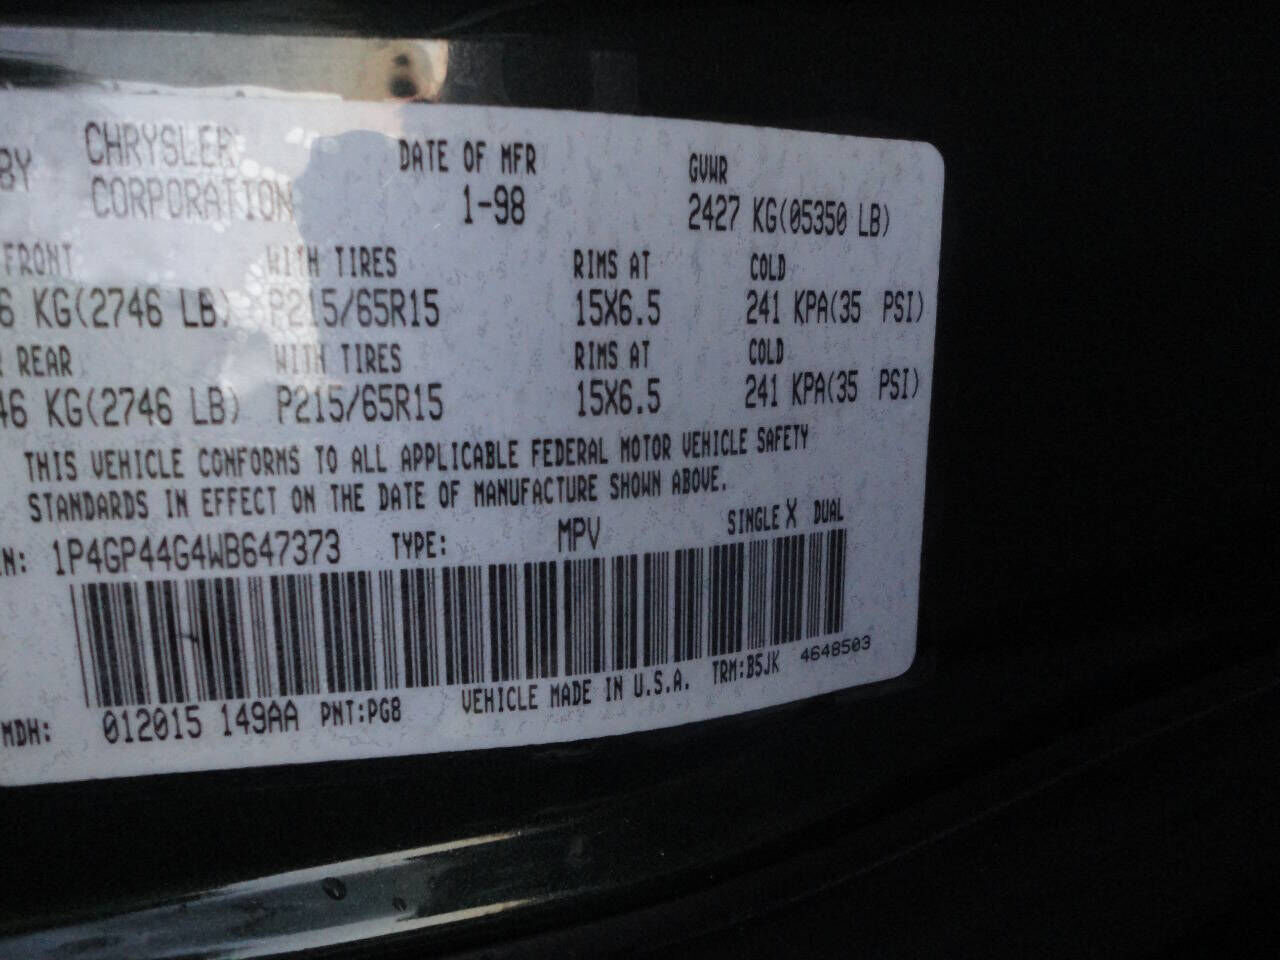 BY CHRYSLER CORPORATION DATE OF MFR 1-98 GVWR 2427 KG(05350 LB)
FRONT WITH TIRES RIMS AT COLD
6 KG(2746 LB) P215/65R15 15X6.5 241 KPA(35 PSI)
R REAR WITH TIRES RIMS AT COLD
46 KG(2746 LB) P215/65R15 15X6.5 241 KPA(35 PSI)
THIS VEHICLE CONFORMS TO ALL APPLICABLE FEDERAL MOTOR VEHICLE SAFETY
STANDARDS IN EFFECT ON THE DATE OF MANUFACTURE SHOWN ABOVE.
IN: 1P4GP44G4WB647373 TYPE: MPV SINGLE X DUAL
MDH: 012015 149AA PNT:PG8 VEHICLE MADE IN U.S.A. TRM:B5JK 4648503